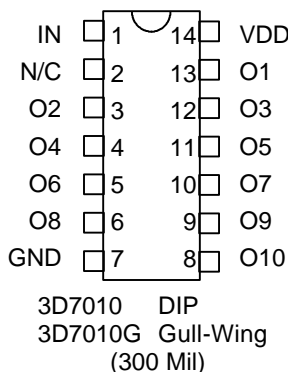 IN 1 14 VDD
N/C 2 13 O1
O2 3 12 O3
O4 4 11 O5
O6 5 10 O7
O8 6 9 O9
GND 7 8 O10
3D7010 DIP
3D7010G Gull-Wing
(300 Mil)